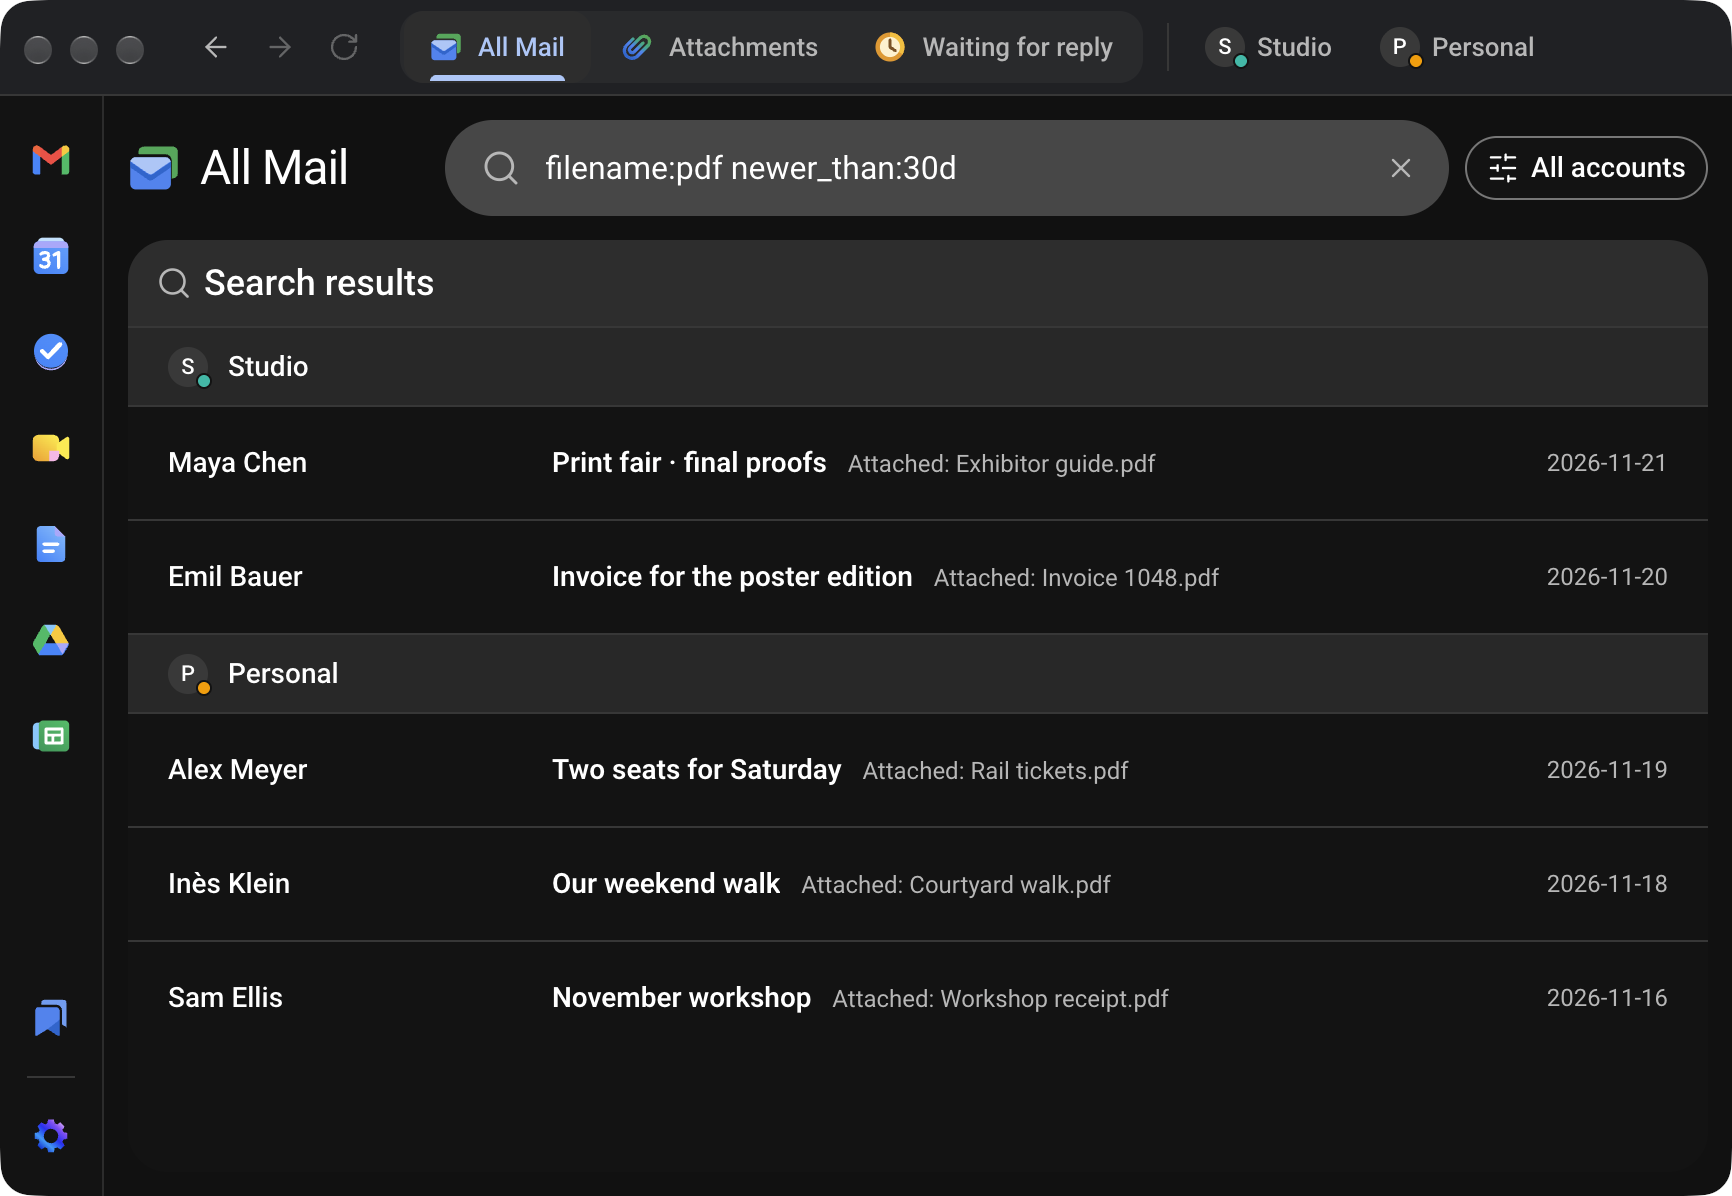 All Mail
Attachments
Waiting for reply
S Studio
P Personal
31
All Mail
filename:pdf newer_than:30d
All accounts
Search results
S Studio
Maya Chen Print fair · final proofs Attached: Exhibitor guide.pdf 2026-11-21
Emil Bauer Invoice for the poster edition Attached: Invoice 1048.pdf 2026-11-20
P Personal
Alex Meyer Two seats for Saturday Attached: Rail tickets.pdf 2026-11-19
Inès Klein Our weekend walk Attached: Courtyard walk.pdf 2026-11-18
Sam Ellis November workshop Attached: Workshop receipt.pdf 2026-11-16